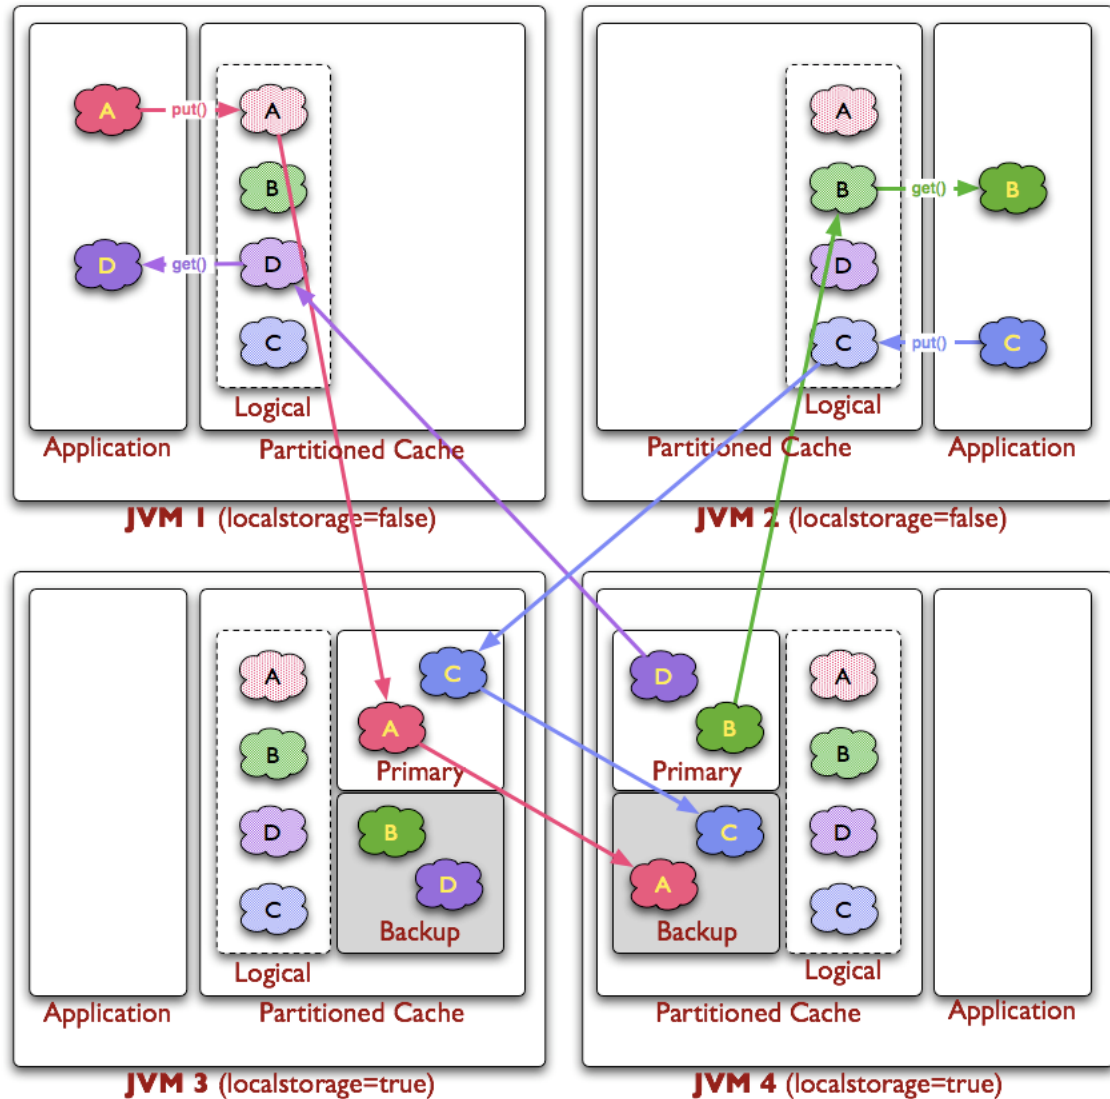 A
put()
A
B
D
get()
D
C
Logical
Application
Partitioned Cache
JVM 1 (localstorage=false)
A
B
get()
B
D
C
put()
C
Logical
Partitioned Cache
Application
JVM 2 (localstorage=false)
A
B
D
C
Logical
C
A
Primary
B
D
Backup
Application
Partitioned Cache
JVM 3 (localstorage=true)
D
B
Primary
C
A
Backup
A
B
D
C
Logical
Partitioned Cache
Application
JVM 4 (localstorage=true)